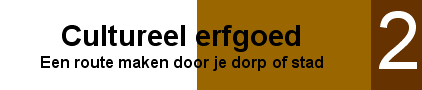 Cultureel erfgoed
Een route maken door je dorp of stad
2